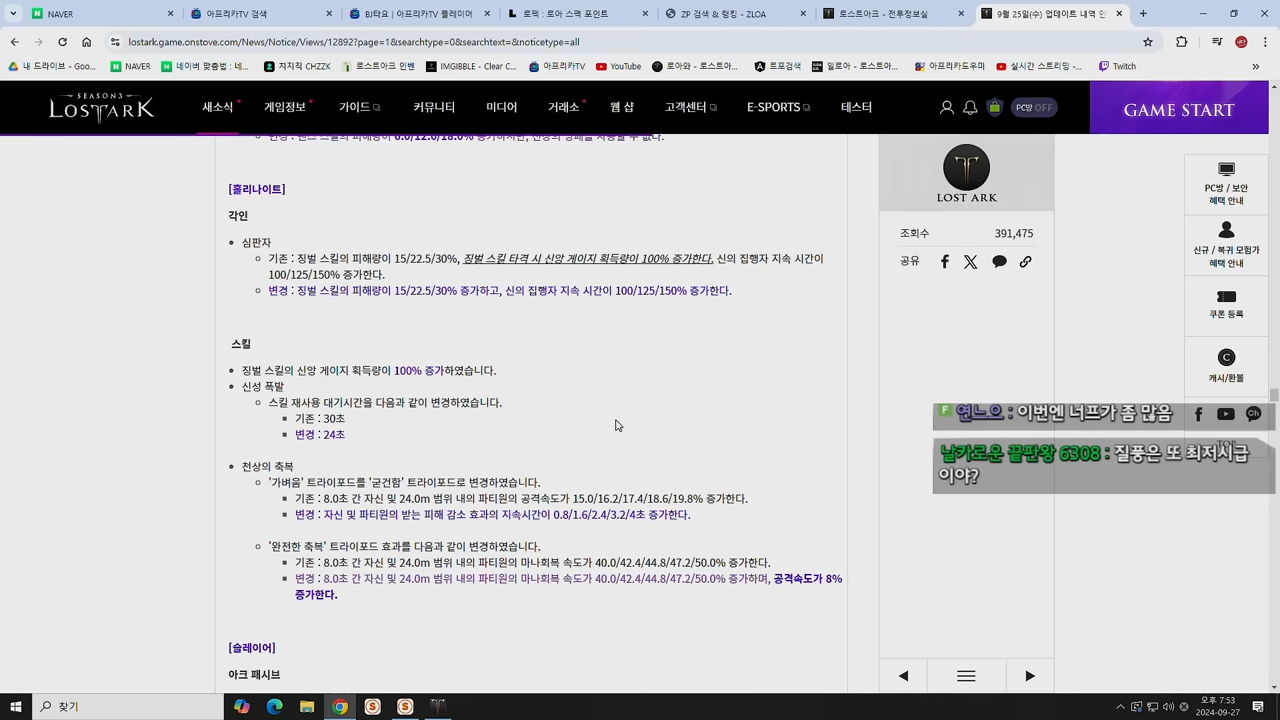 NAVER
아프리카TV 검색
BJ타요 | 아프리카TV 플레이어
로펙 : 로아 스펙 포인트
ZP 검색 & 랭킹 - ZLOA
로스트아크 - 전투정보실
9월 25일(수) 업데이트 내역 안
lostark.game.onstove.com/News/Notice/Views/12892?page=1&searchtype=0&searchtext=&noticetype=all
내 드라이브 - Goo...
NAVER
네이버 맞춤법 : 네...
치지직 CHZZK
로스트아크 인벤
IMGIBBLE - Clear C...
아프리카TV
YouTube
로아와 - 로스트아...
트포검색
일로아 - 로스트아...
아프리카도우미
실시간 스트리밍 -...
Twitch
SEASON3
LOST ARK
새소식
게임정보
가이드
커뮤니티
미디어
거래소
웹 샵
고객센터
E-SPORTS
테스터
PC방 OFF
GAME START
[홀리나이트]
각인
심판자
기존 : 징벌 스킬의 피해량이 15/22.5/30%, 징벌 스킬 타격 시 신앙 게이지 획득량이 100% 증가한다. 신의 집행자 지속 시간이
100/125/150% 증가한다.
변경 : 징벌 스킬의 피해량이 15/22.5/30% 증가하고, 신의 집행자 지속 시간이 100/125/150% 증가한다.
스킬
징벌 스킬의 신앙 게이지 획득량이 100% 증가하였습니다.
신성 폭발
스킬 재사용 대기시간을 다음과 같이 변경하였습니다.
기존 : 30초
변경 : 24초
천상의 축복
'가벼움' 트라이포드를 '굳건함' 트라이포드로 변경하였습니다.
기존 : 8.0초 간 자신 및 24.0m 범위 내의 파티원의 공격속도가 15.0/16.2/17.4/18.6/19.8% 증가한다.
변경 : 자신 및 파티원의 받는 피해 감소 효과의 지속시간이 0.8/1.6/2.4/3.2/4초 증가한다.
'완전한 축복' 트라이포드 효과를 다음과 같이 변경하였습니다.
기존 : 8.0초 간 자신 및 24.0m 범위 내의 파티원의 마나회복 속도가 40.0/42.4/44.8/47.2/50.0% 증가한다.
변경 : 8.0초 간 자신 및 24.0m 범위 내의 파티원의 마나회복 속도가 40.0/42.4/44.8/47.2/50.0% 증가하며, 공격속도가 8%
증가한다.
[슬레이어]
아크 패시브
LOST ARK
조회수 391,475
공유
PC방 / 보안
혜택 안내
신규 / 복귀 모험가
혜택 안내
쿠폰 등록
캐시/환불
연느으 : 이번엔 너프가 좀 많음
날카로운 끝판왕 6308 : 질풍은 또 최저시급
이야?
찾기
오후 7:53
2024-09-27